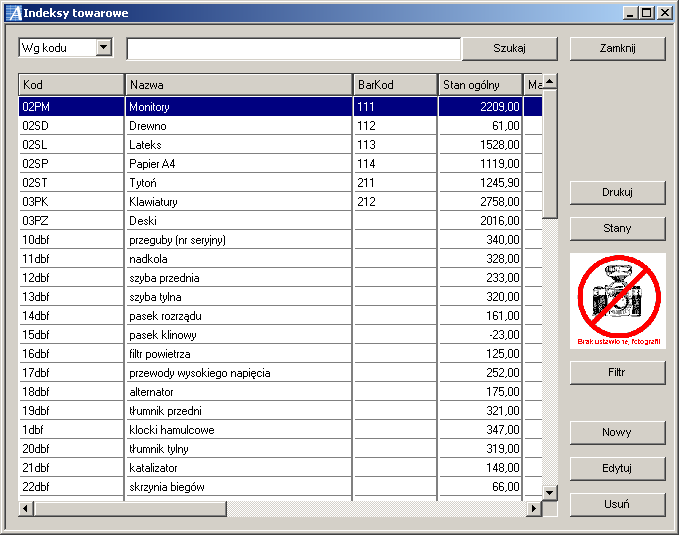 Indeksy towarowe
Wg kodu Szukaj Zamknij
Kod Nazwa BarKod Stan ogólny Ma
02PM Monitory 111 2209,00
02SD Drewno 112 61,00
02SL Lateks 113 1528,00
02SP Papier A4 114 1119,00
02ST Tytoń 211 1245,90
03PK Klawiatury 212 2758,00
03PZ Deski 2016,00
10dbf przeguby (nr seryjny) 340,00
11dbf nadkola 328,00
12dbf szyba przednia 233,00
13dbf szyba tylna 320,00
14dbf pasek rozrządu 161,00
15dbf pasek klinowy -23,00
16dbf filtr powietrza 125,00
17dbf przewody wysokiego napięcia 252,00
18dbf alternator 175,00
19dbf tłumnik przedni 321,00
1dbf klocki hamulcowe 347,00
20dbf tłumnik tylny 319,00
21dbf katalizator 148,00
22dbf skrzynia biegów 66,00
Drukuj
Stany
Brak ustawionej fotografii
Filtr
Nowy
Edytuj
Usuń